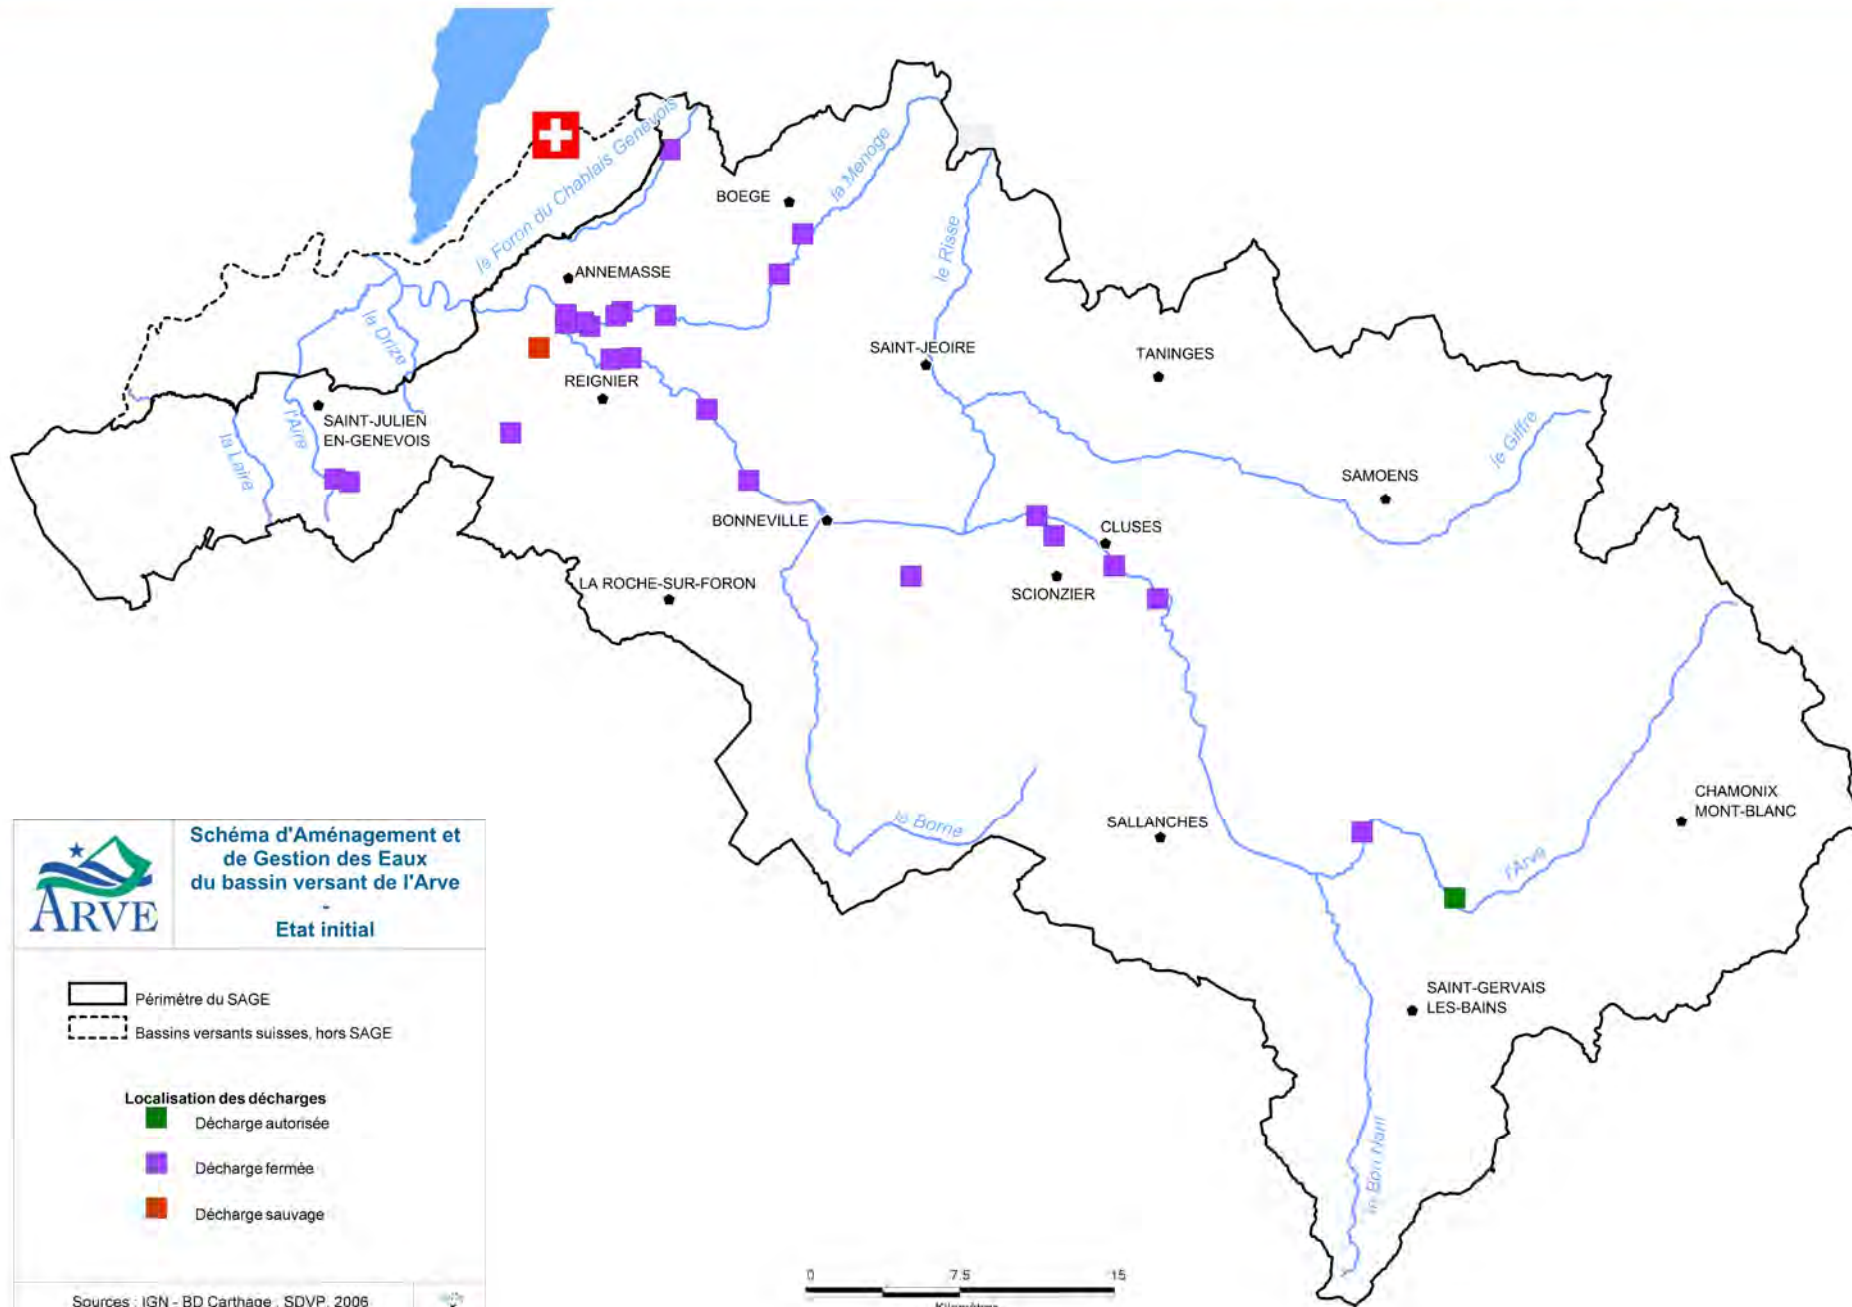 le Foron du Chablais Genevois
la Menoge
BOEGE
le Risse
ANNEMASSE
la Drize
SAINT-JEOIRE
TANINGES
REIGNIER
SAINT-JULIEN
EN-GENEVOIS
l'Aire
la Laire
le Giffre
SAMOENS
BONNEVILLE
CLUSES
LA ROCHE-SUR-FORON
SCIONZIER
CHAMONIX
MONT-BLANC
le Borne
SALLANCHES
l'Arve
SAINT-GERVAIS
LES-BAINS
le Bon Nant
ARVE
Schéma d'Aménagement et
de Gestion des Eaux
du bassin versant de l'Arve
-
Etat initial
Périmètre du SAGE
Bassins versants suisses, hors SAGE
Localisation des décharges
Décharge autorisée
Décharge fermée
Décharge sauvage
Sources : IGN - BD Carthage , SDVP, 2006
0 7.5 15
Kilomètres